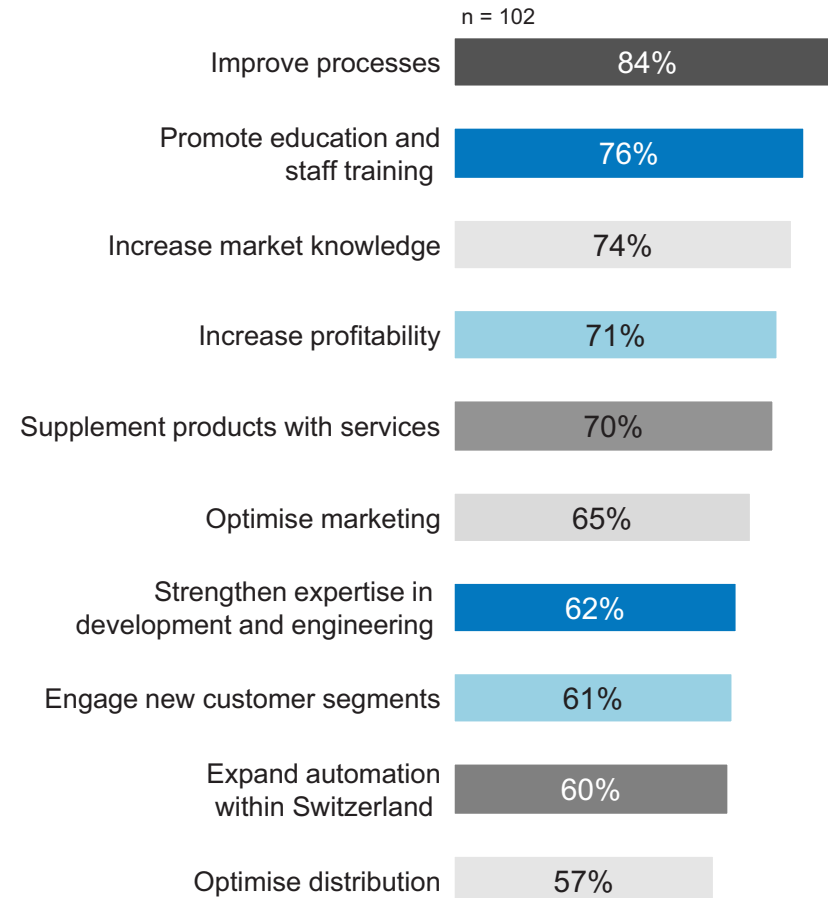 n = 102
Improve processes 84%
Promote education and
staff training 76%
Increase market knowledge 74%
Increase profitability 71%
Supplement products with services 70%
Optimise marketing 65%
Strengthen expertise in
development and engineering 62%
Engage new customer segments 61%
Expand automation
within Switzerland 60%
Optimise distribution 57%